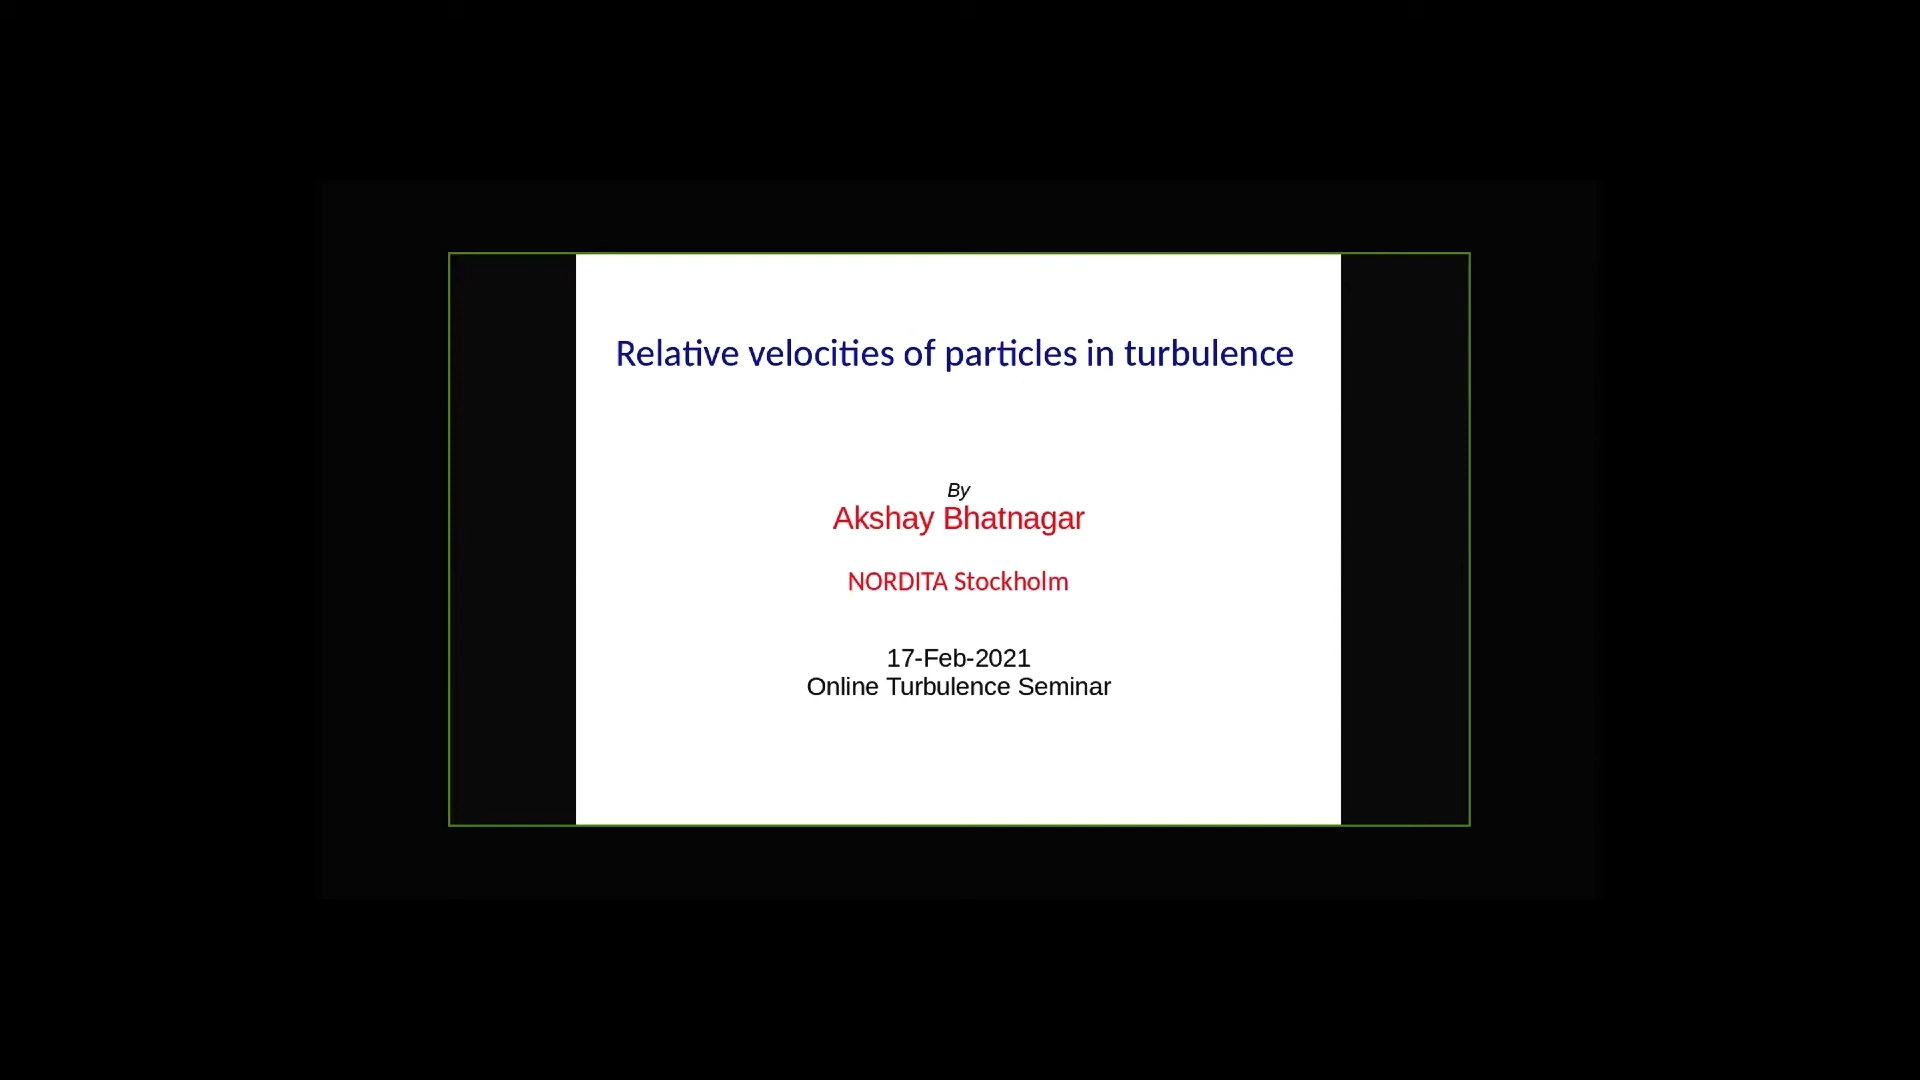 Relative velocities of particles in turbulence
By
Akshay Bhatnagar
NORDITA Stockholm
17-Feb-2021
Online Turbulence Seminar